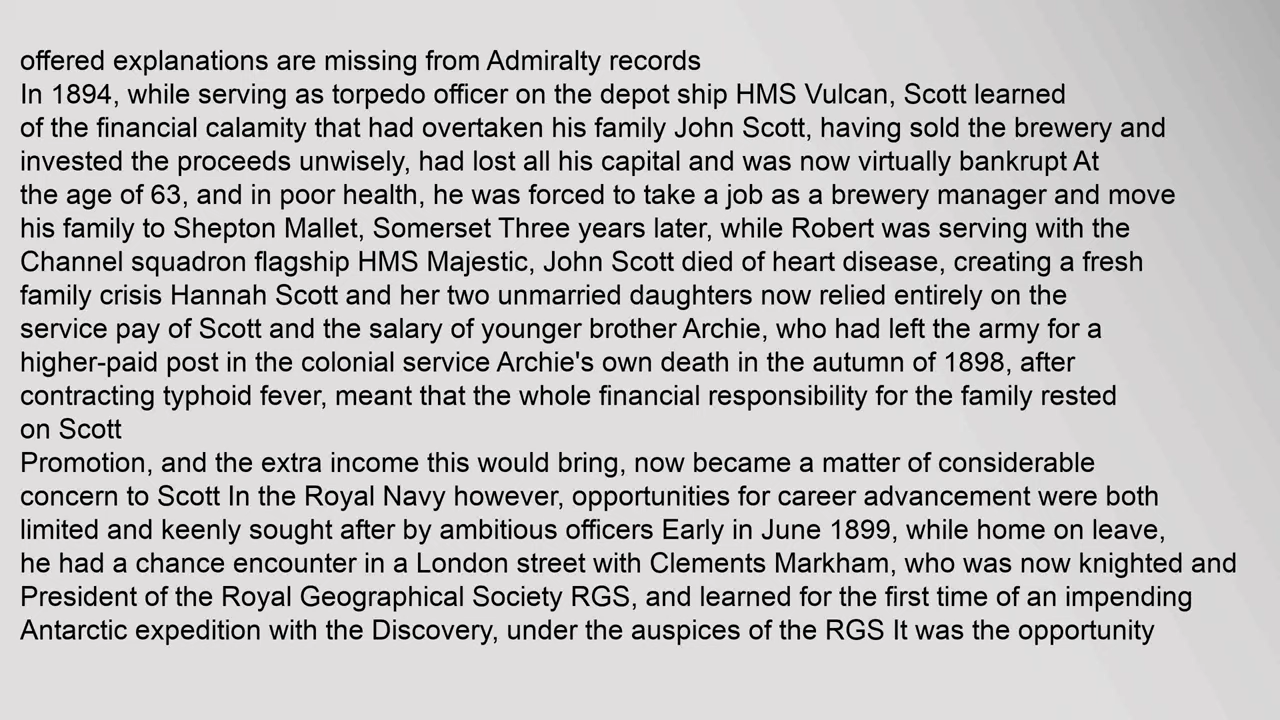 offered explanations are missing from Admiralty records
In 1894, while serving as torpedo officer on the depot ship HMS Vulcan, Scott learned
of the financial calamity that had overtaken his family John Scott, having sold the brewery and
invested the proceeds unwisely, had lost all his capital and was now virtually bankrupt At
the age of 63, and in poor health, he was forced to take a job as a brewery manager and move
his family to Shepton Mallet, Somerset Three years later, while Robert was serving with the
Channel squadron flagship HMS Majestic, John Scott died of heart disease, creating a fresh
family crisis Hannah Scott and her two unmarried daughters now relied entirely on the
service pay of Scott and the salary of younger brother Archie, who had left the army for a
higher-paid post in the colonial service Archie's own death in the autumn of 1898, after
contracting typhoid fever, meant that the whole financial responsibility for the family rested
on Scott
Promotion, and the extra income this would bring, now became a matter of considerable
concern to Scott In the Royal Navy however, opportunities for career advancement were both
limited and keenly sought after by ambitious officers Early in June 1899, while home on leave,
he had a chance encounter in a London street with Clements Markham, who was now knighted and
President of the Royal Geographical Society RGS, and learned for the first time of an impending
Antarctic expedition with the Discovery, under the auspices of the RGS It was the opportunity